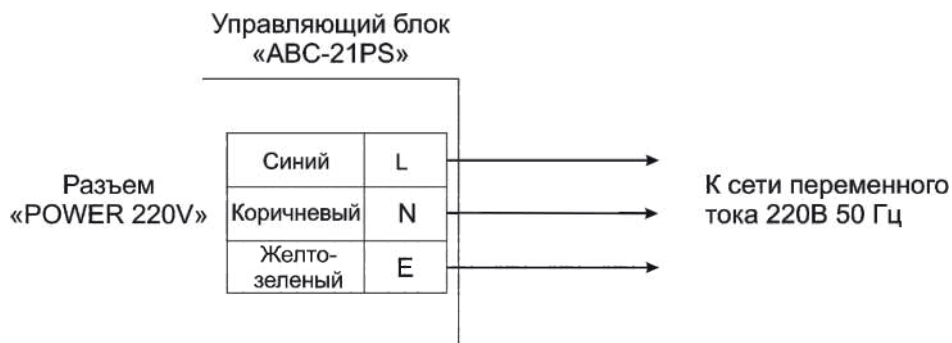 Управляющий блок
«ABC-21PS»
Разъем
«POWER 220V»
Синий L
Коричневый N
Желто-
зеленый E
К сети переменного
тока 220В 50 Гц